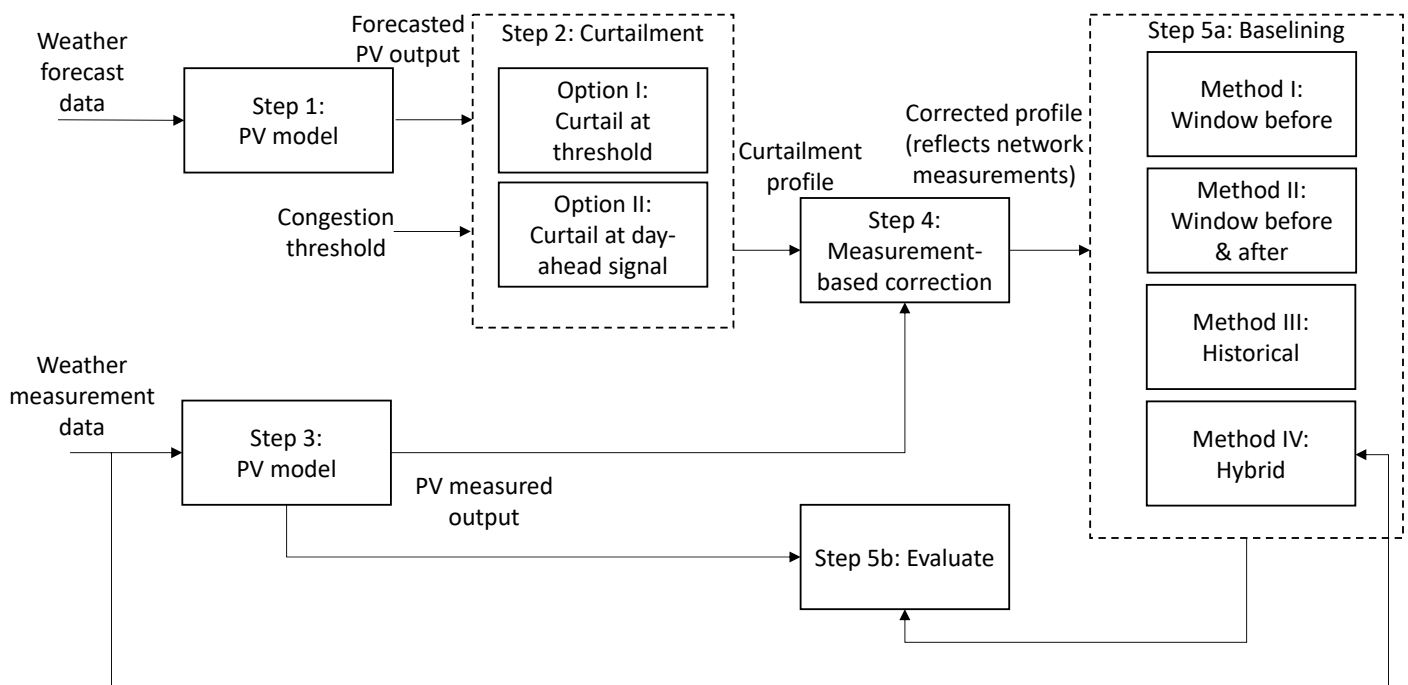 Weather
forecast
data
Step 1:
PV model
Forecasted
PV output
Step 2: Curtailment
Option I:
Curtail at
threshold
Option II:
Curtail at day-
ahead signal
Congestion
threshold
Curtailment
profile
Step 4:
Measurement-
based correction
Corrected profile
(reflects network
measurements)
Step 5a: Baselining
Method I:
Window before
Method II:
Window before
& after
Method III:
Historical
Method IV:
Hybrid
Weather
measurement
data
Step 3:
PV model
PV measured
output
Step 5b: Evaluate